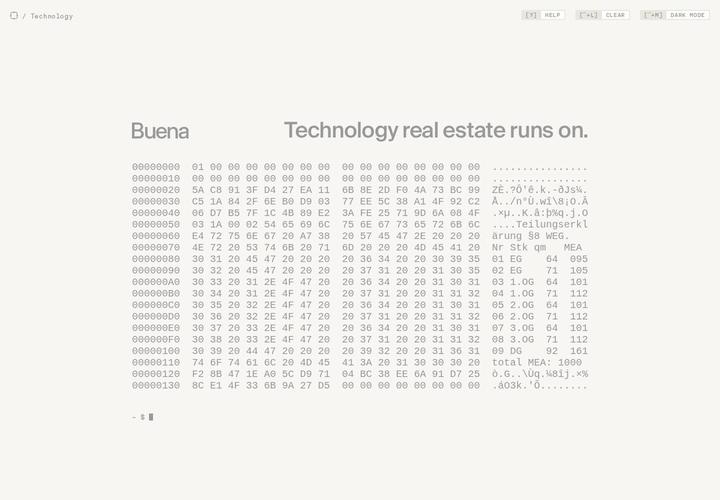 / Technology
[?] HELP
[⌃+L] CLEAR
[⌃+M] DARK MODE
Buena
Technology real estate runs on.
00000000  01 00 00 00 00 00 00 00  00 00 00 00 00 00 00 00  ................
00000010  00 00 00 00 00 00 00 00  00 00 00 00 00 00 00 00  ................
00000020  5A C8 91 3F D4 27 EA 11  6B 8E 2D F0 4A 73 BC 99  ZÈ.?Ô'ê.k.-ðJs¼.
00000030  C5 1A 84 2F 6E B0 D9 03  77 EE 5C 38 A1 4F 92 C2  Å../n°Ù.wî\8¡O.Â
00000040  06 D7 B5 7F 1C 4B 89 E2  3A FE 25 71 9D 6A 08 4F  .×µ..K.â:þ%q.j.O
00000050  03 1A 00 02 54 65 69 6C  75 6E 67 73 65 72 6B 6C  ....Teilungserkl
00000060  E4 72 75 6E 67 20 A7 38  20 57 45 47 2E 20 20 20  ärung §8 WEG.
00000070  4E 72 20 53 74 6B 20 71  6D 20 20 20 4D 45 41 20  Nr Stk qm   MEA
00000080  30 31 20 45 47 20 20 20  20 36 34 20 20 30 39 35  01 EG    64  095
00000090  30 32 20 45 47 20 20 20  20 37 31 20 20 31 30 35  02 EG    71  105
000000A0  30 33 20 31 2E 4F 47 20  20 36 34 20 20 31 30 31  03 1.OG  64  101
000000B0  30 34 20 31 2E 4F 47 20  20 37 31 20 20 31 31 32  04 1.OG  71  112
000000C0  30 35 20 32 2E 4F 47 20  20 36 34 20 20 31 30 31  05 2.OG  64  101
000000D0  30 36 20 32 2E 4F 47 20  20 37 31 20 20 31 31 32  06 2.OG  71  112
000000E0  30 37 20 33 2E 4F 47 20  20 36 34 20 20 31 30 31  07 3.OG  64  101
000000F0  30 38 20 33 2E 4F 47 20  20 37 31 20 20 31 31 32  08 3.OG  71  112
00000100  30 39 20 44 47 20 20 20  20 39 32 20 20 31 36 31  09 DG    92  161
00000110  74 6F 74 61 6C 20 4D 45  41 3A 20 31 30 30 30 20  total MEA: 1000
00000120  F2 8B 47 1E A0 5C D9 71  04 BC 38 EE 6A 91 D7 25  ò.G..\Ùq.¼8îj.×%
00000130  8C E1 4F 33 6B 9A 27 D5  00 00 00 00 00 00 00 00  .áO3k.'Õ........
~ $